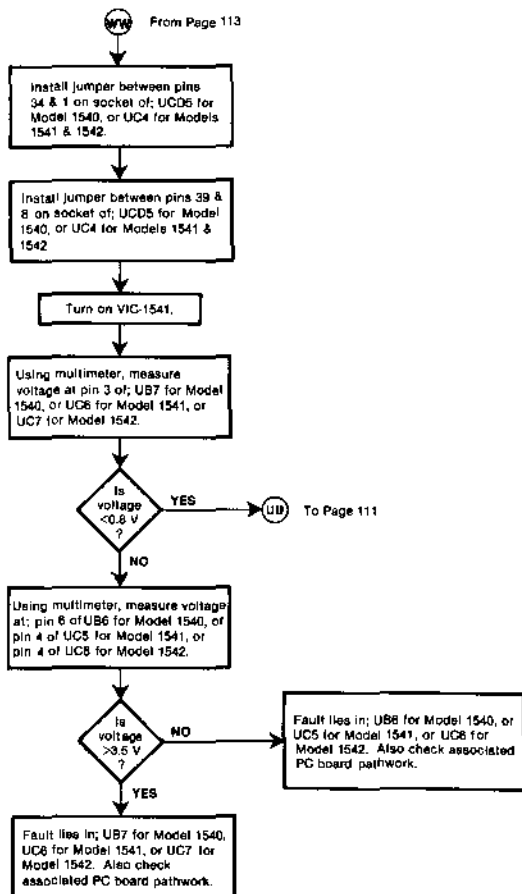 WW From Page 113
Install jumper between pins
34 & 1 on socket of; UCD5 for
Model 1540, or UC4 for Models
1541 & 1542.
Install jumper between pins 39 &
8 on socket of; UCD5 for Model
1540, or UC4 for Models 1541 &
1542
Turn on VIC-1541.
Using multimeter, measure
voltage at pin 3 of; UB7 for Model
1540, or UC6 for Model 1541, or
UC7 for Model 1542.
Is
voltage
<0.8 V
?
YES
UU To Page 111
NO
Using multimeter, measure voltage
at; pin 6 of UB6 for Model 1540, or
pin 4 of UC5 for Model 1541, or
pin 4 of UC6 for Model 1542.
Is
voltage
>3.5 V
?
NO
Fault lies in; UB6 for Model 1540, or
UC5 for Model 1541, or UC6 for
Model 1542. Also check associated
PC board pathwork.
YES
Fault lies in; UB7 for Model 1540,
UC6 for Model 1541, or UC7 for
Model 1542. Also check
associated PC board pathwork.